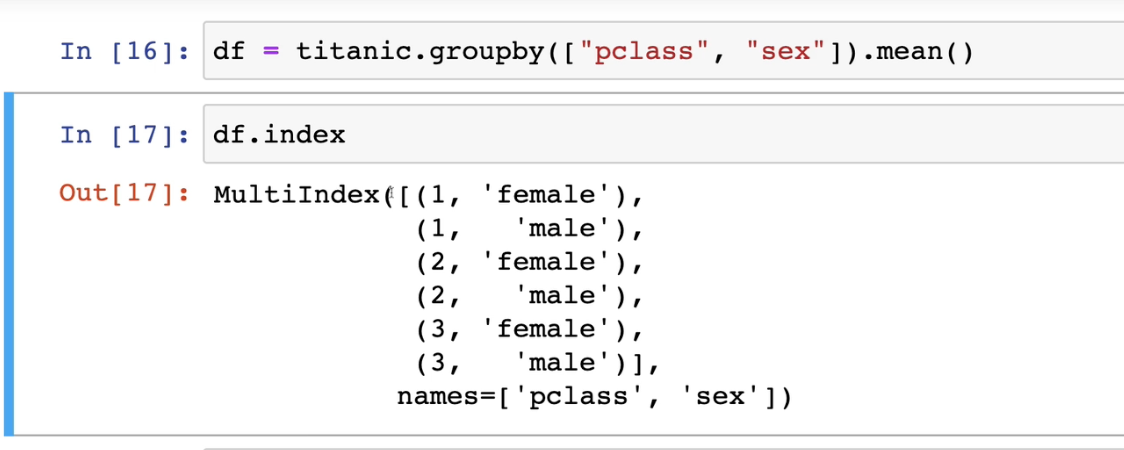 In [16]: df = titanic.groupby(["pclass", "sex"]).mean()
In [17]: df.index
Out[17]: MultiIndex([(1, 'female'),
(1,   'male'),
(2, 'female'),
(2,   'male'),
(3, 'female'),
(3,   'male')],
names=['pclass', 'sex'])